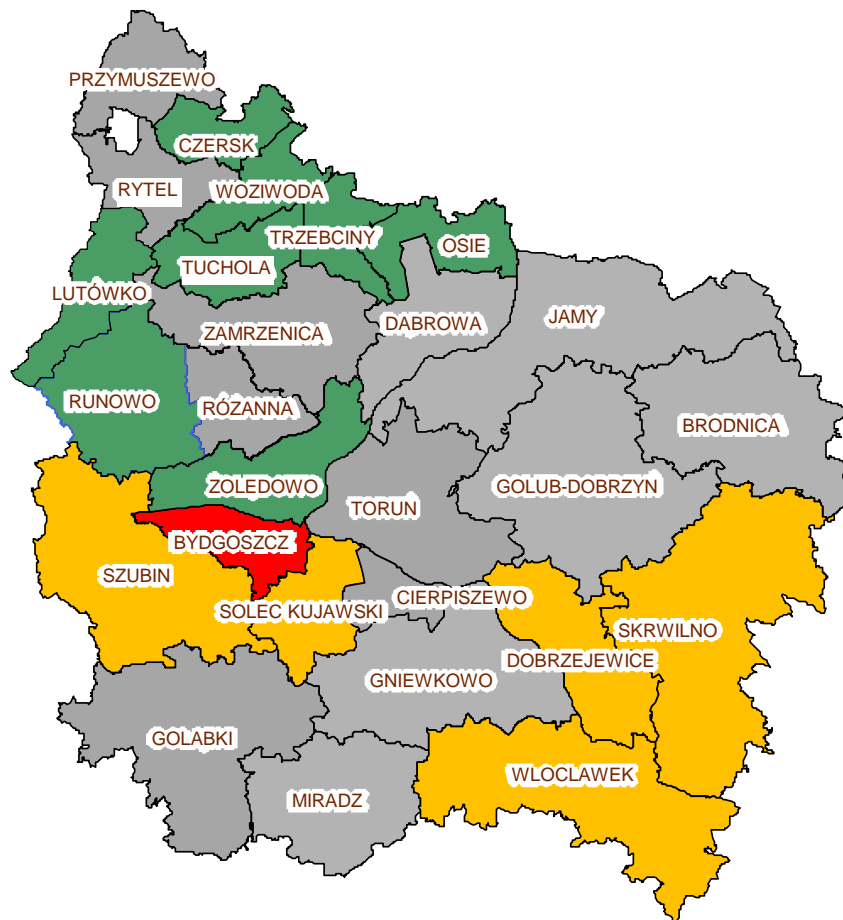 PRZYMUSZEWO
CZERSK
RYTEL
WOZIWODA
TRZEBCINY
OSIE
TUCHOLA
LUTÓWKO
ZAMRZENICA
DABROWA
JAMY
RUNOWO
RÓZANNA
BRODNICA
ZOLEDOWO
GOLUB-DOBRZYN
TORUN
BYDGOSZCZ
SZUBIN
CIERPISZEWO
SOLEC KUJAWSKI
SKRWILNO
DOBRZEJEWICE
GNIEWKOWO
GOLABKI
WLOCLAWEK
MIRADZ